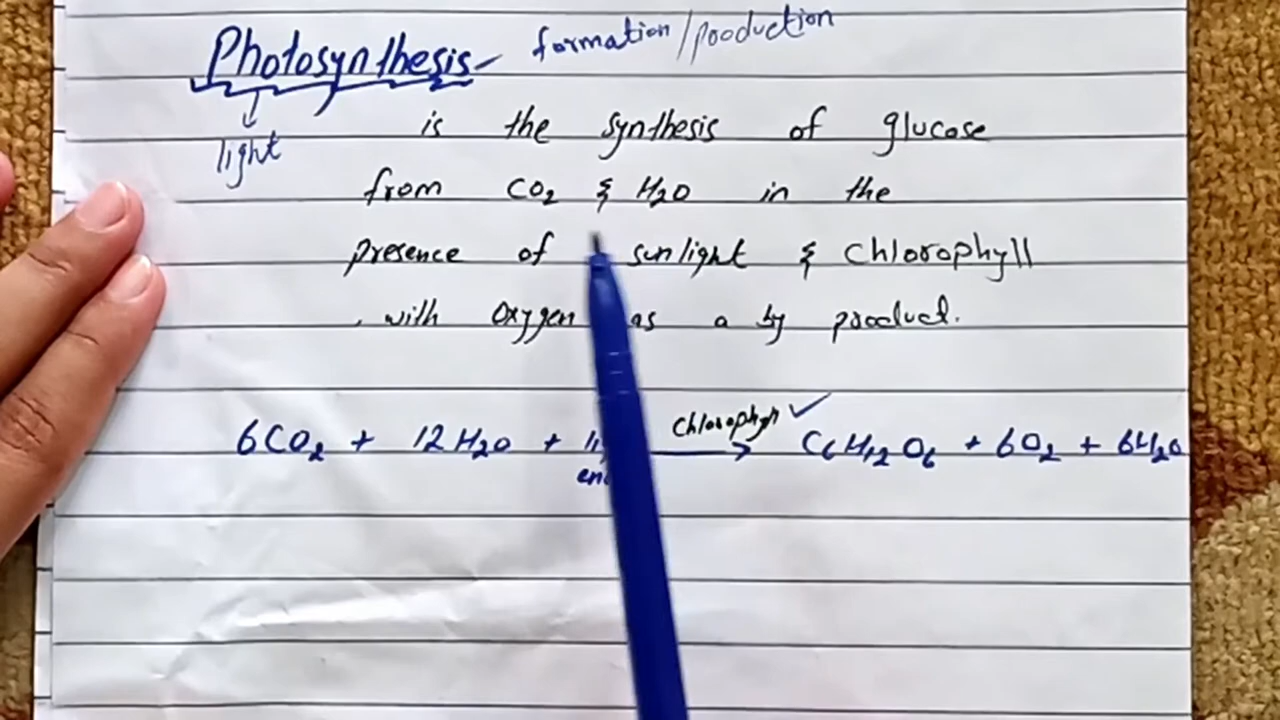 Photosynthesis - formation/production
light
is the synthesis of glucose
from CO2 & H2O in the
presence of sunlight & Chlorophyll
with oxygen as a by product.
Chlorophyll ✓
6CO2 + 12H2O + → C6H12O6 + 6O2 + 6H2O